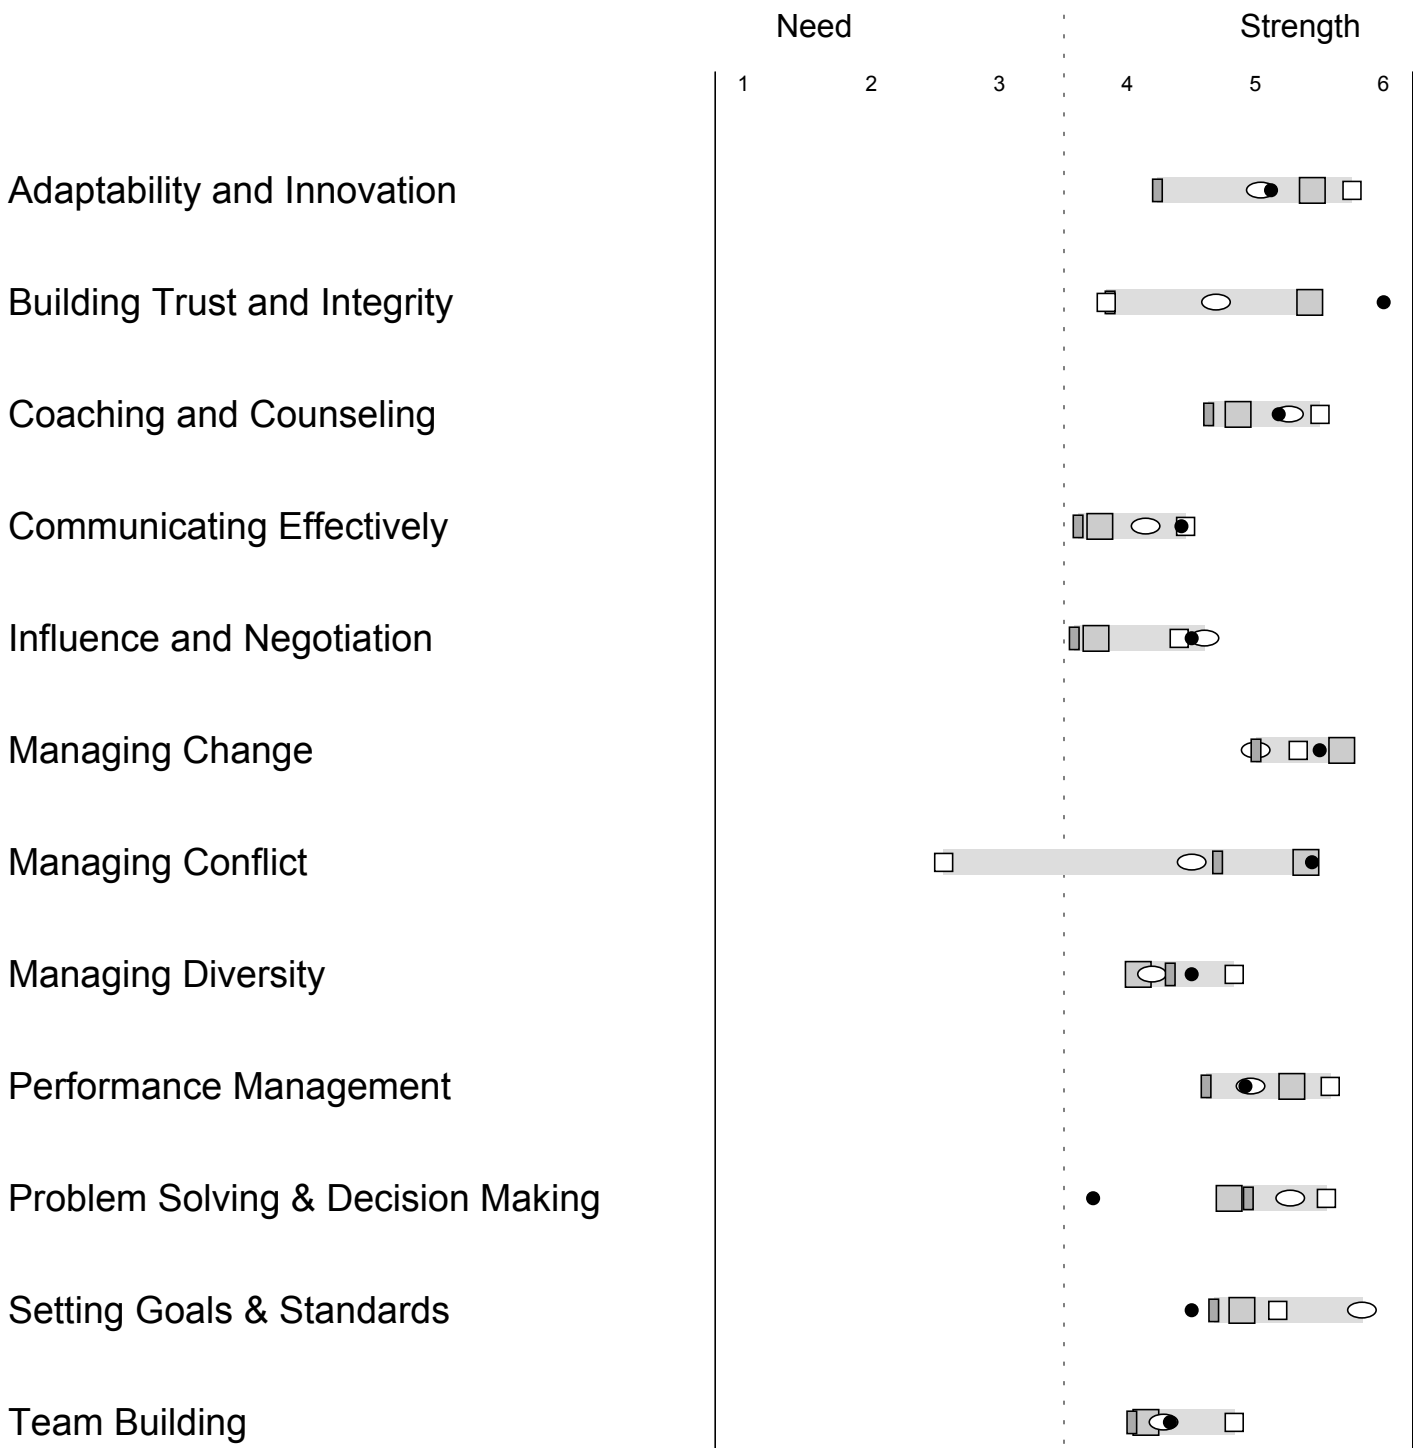 Need Strength
1 2 3 4 5 6
Adaptability and Innovation
Building Trust and Integrity
Coaching and Counseling
Communicating Effectively
Influence and Negotiation
Managing Change
Managing Conflict
Managing Diversity
Performance Management
Problem Solving & Decision Making
Setting Goals & Standards
Team Building